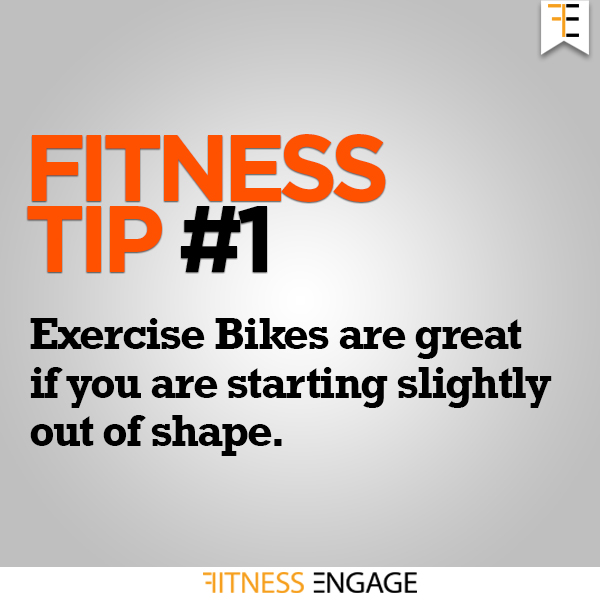 FE
FITNESS
TIP #1
Exercise Bikes are great
if you are starting slightly
out of shape.
FITNESS ENGAGE